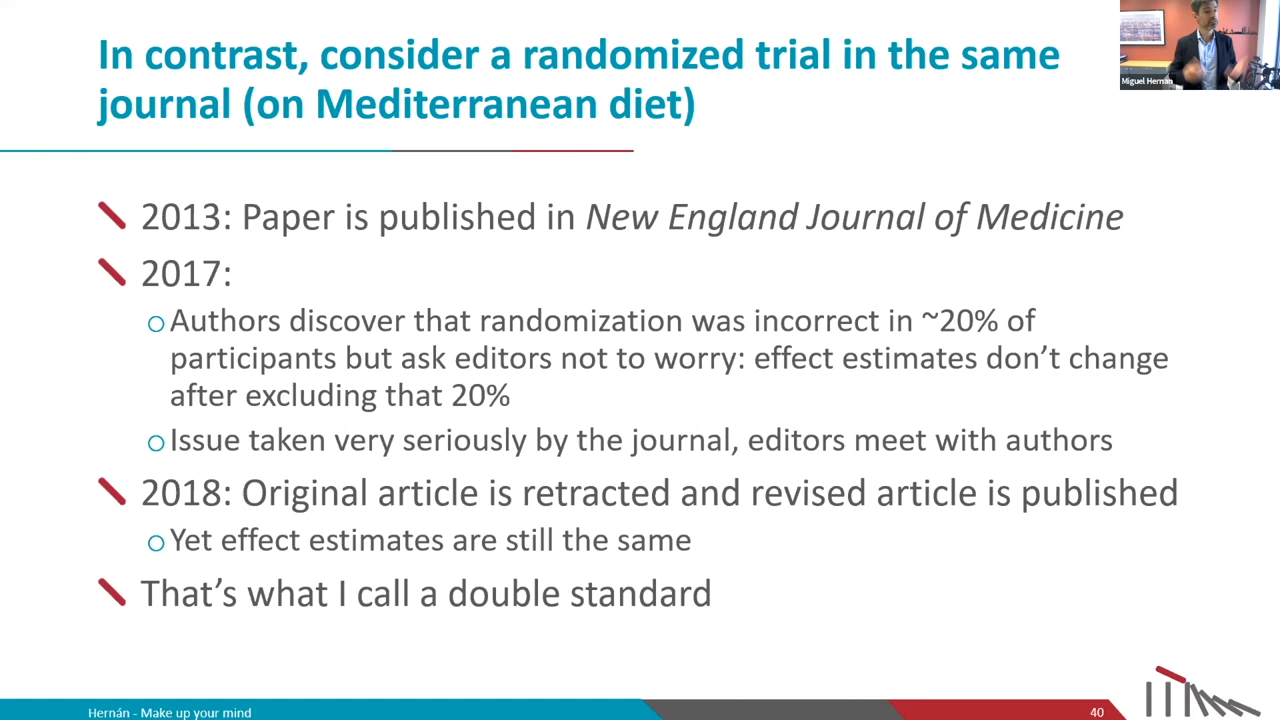 In contrast, consider a randomized trial in the same
journal (on Mediterranean diet)
Miguel Hernán
2013: Paper is published in New England Journal of Medicine
2017:
Authors discover that randomization was incorrect in ~20% of
participants but ask editors not to worry: effect estimates don’t change
after excluding that 20%
Issue taken very seriously by the journal, editors meet with authors
2018: Original article is retracted and revised article is published
Yet effect estimates are still the same
That’s what I call a double standard
Hernán - Make up your mind
40